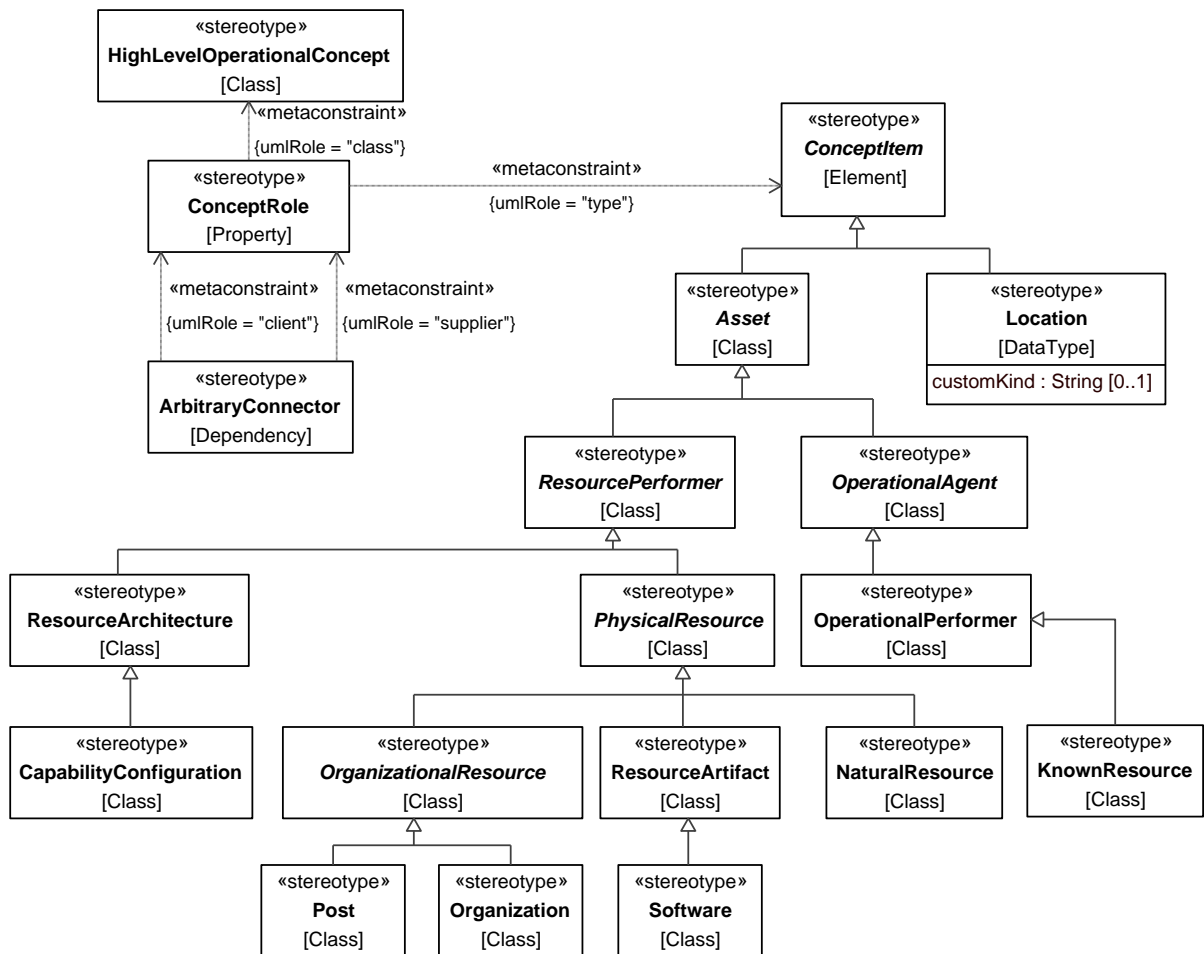 «stereotype»
HighLevelOperationalConcept
[Class]
«metaconstraint»
{umlRole = "class"}
«stereotype»
ConceptItem
[Element]
«stereotype»
ConceptRole
[Property]
«metaconstraint»
{umlRole = "type"}
«metaconstraint»
{umlRole = "client"}
«metaconstraint»
{umlRole = "supplier"}
«stereotype»
Asset
[Class]
«stereotype»
Location
[DataType]
customKind : String [0..1]
«stereotype»
ArbitraryConnector
[Dependency]
«stereotype»
ResourcePerformer
[Class]
«stereotype»
OperationalAgent
[Class]
«stereotype»
ResourceArchitecture
[Class]
«stereotype»
PhysicalResource
[Class]
«stereotype»
OperationalPerformer
[Class]
«stereotype»
CapabilityConfiguration
[Class]
«stereotype»
OrganizationalResource
[Class]
«stereotype»
ResourceArtifact
[Class]
«stereotype»
NaturalResource
[Class]
«stereotype»
KnownResource
[Class]
«stereotype»
Post
[Class]
«stereotype»
Organization
[Class]
«stereotype»
Software
[Class]